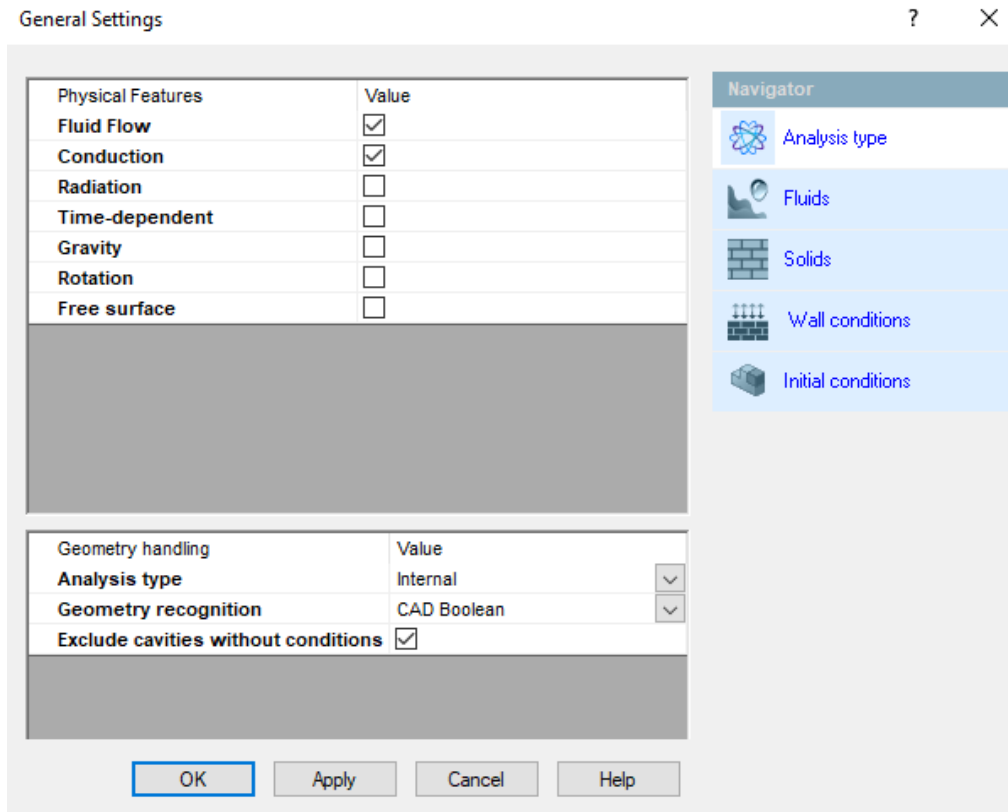 General Settings
?
Physical Features Value
Fluid Flow
Conduction
Radiation
Time-dependent
Gravity
Rotation
Free surface
Geometry handling Value
Analysis type Internal
Geometry recognition CAD Boolean
Exclude cavities without conditions
OK Apply Cancel Help
Navigator
Analysis type
Fluids
Solids
Wall conditions
Initial conditions